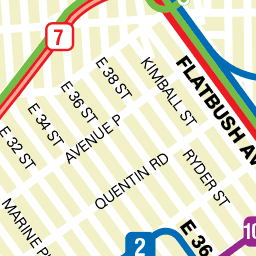 7
E 38 ST
KIMBALL ST
FLATBUSH AV
E 36 ST
E 34 ST
AVENUE P
E 32 ST
QUENTIN RD
RYDER ST
MARINE P
E 36
2
10